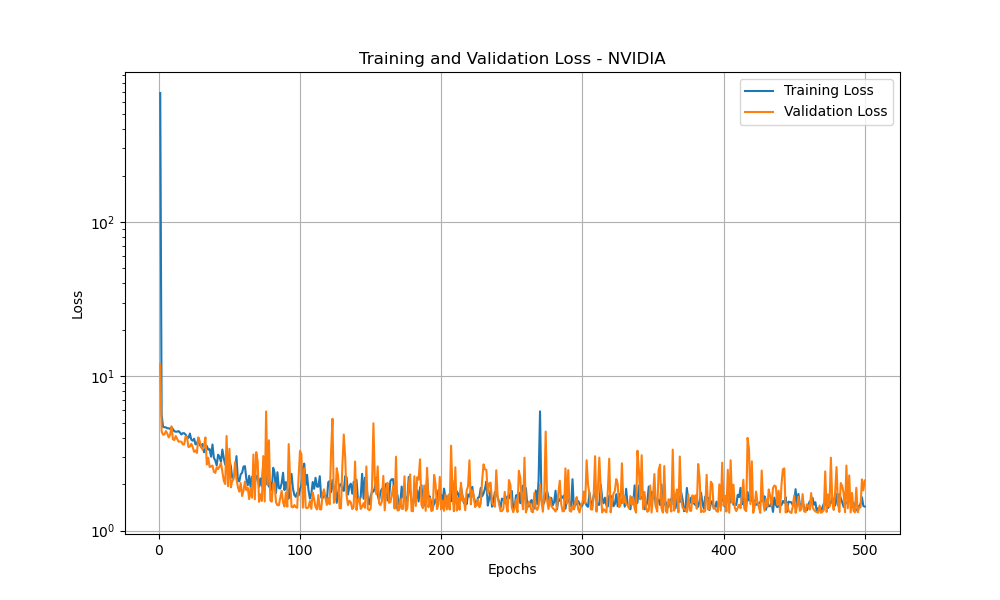 Training and Validation Loss - NVIDIA
Training Loss
Validation Loss
Loss
10²
10¹
10⁰
0 100 200 300 400 500
Epochs